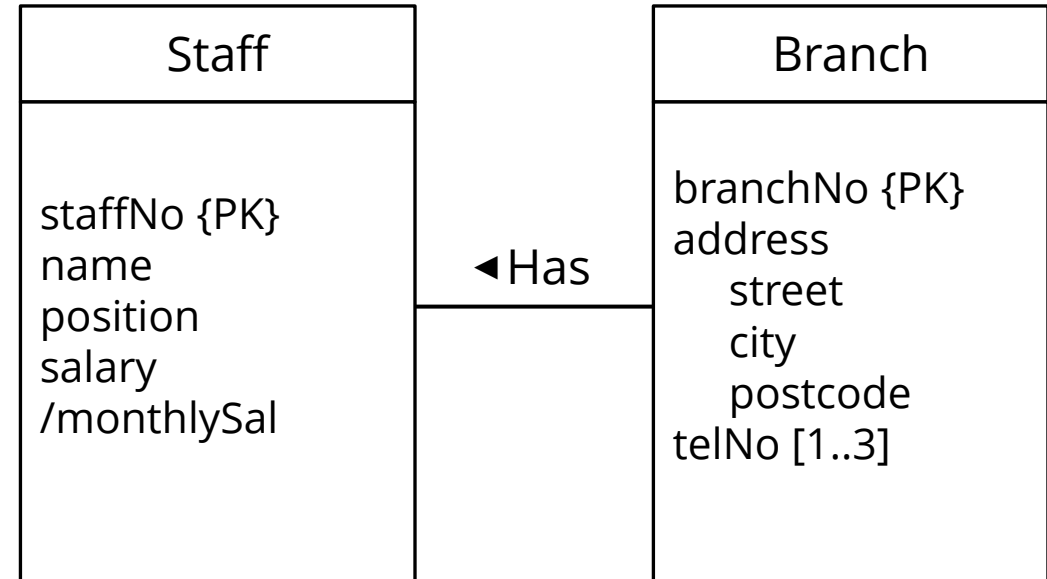 Staff
staffNo {PK}
name
position
salary
/monthlySal
◄Has
Branch
branchNo {PK}
address
street
city
postcode
telNo [1..3]